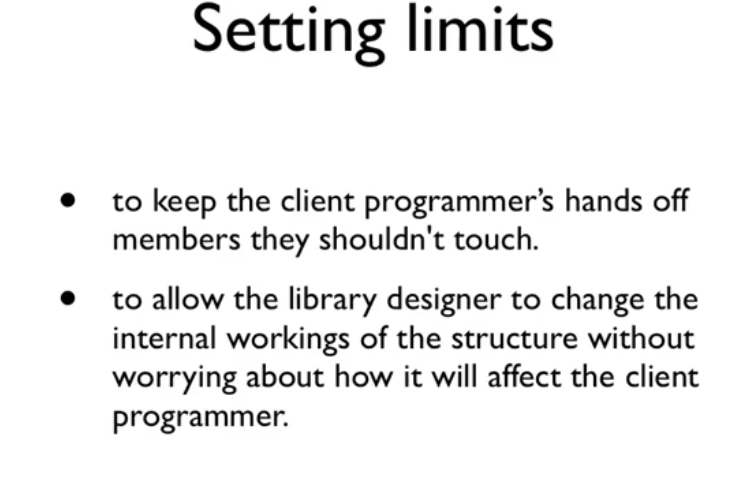 Setting limits
• to keep the client programmer’s hands off
members they shouldn't touch.
• to allow the library designer to change the
internal workings of the structure without
worrying about how it will affect the client
programmer.